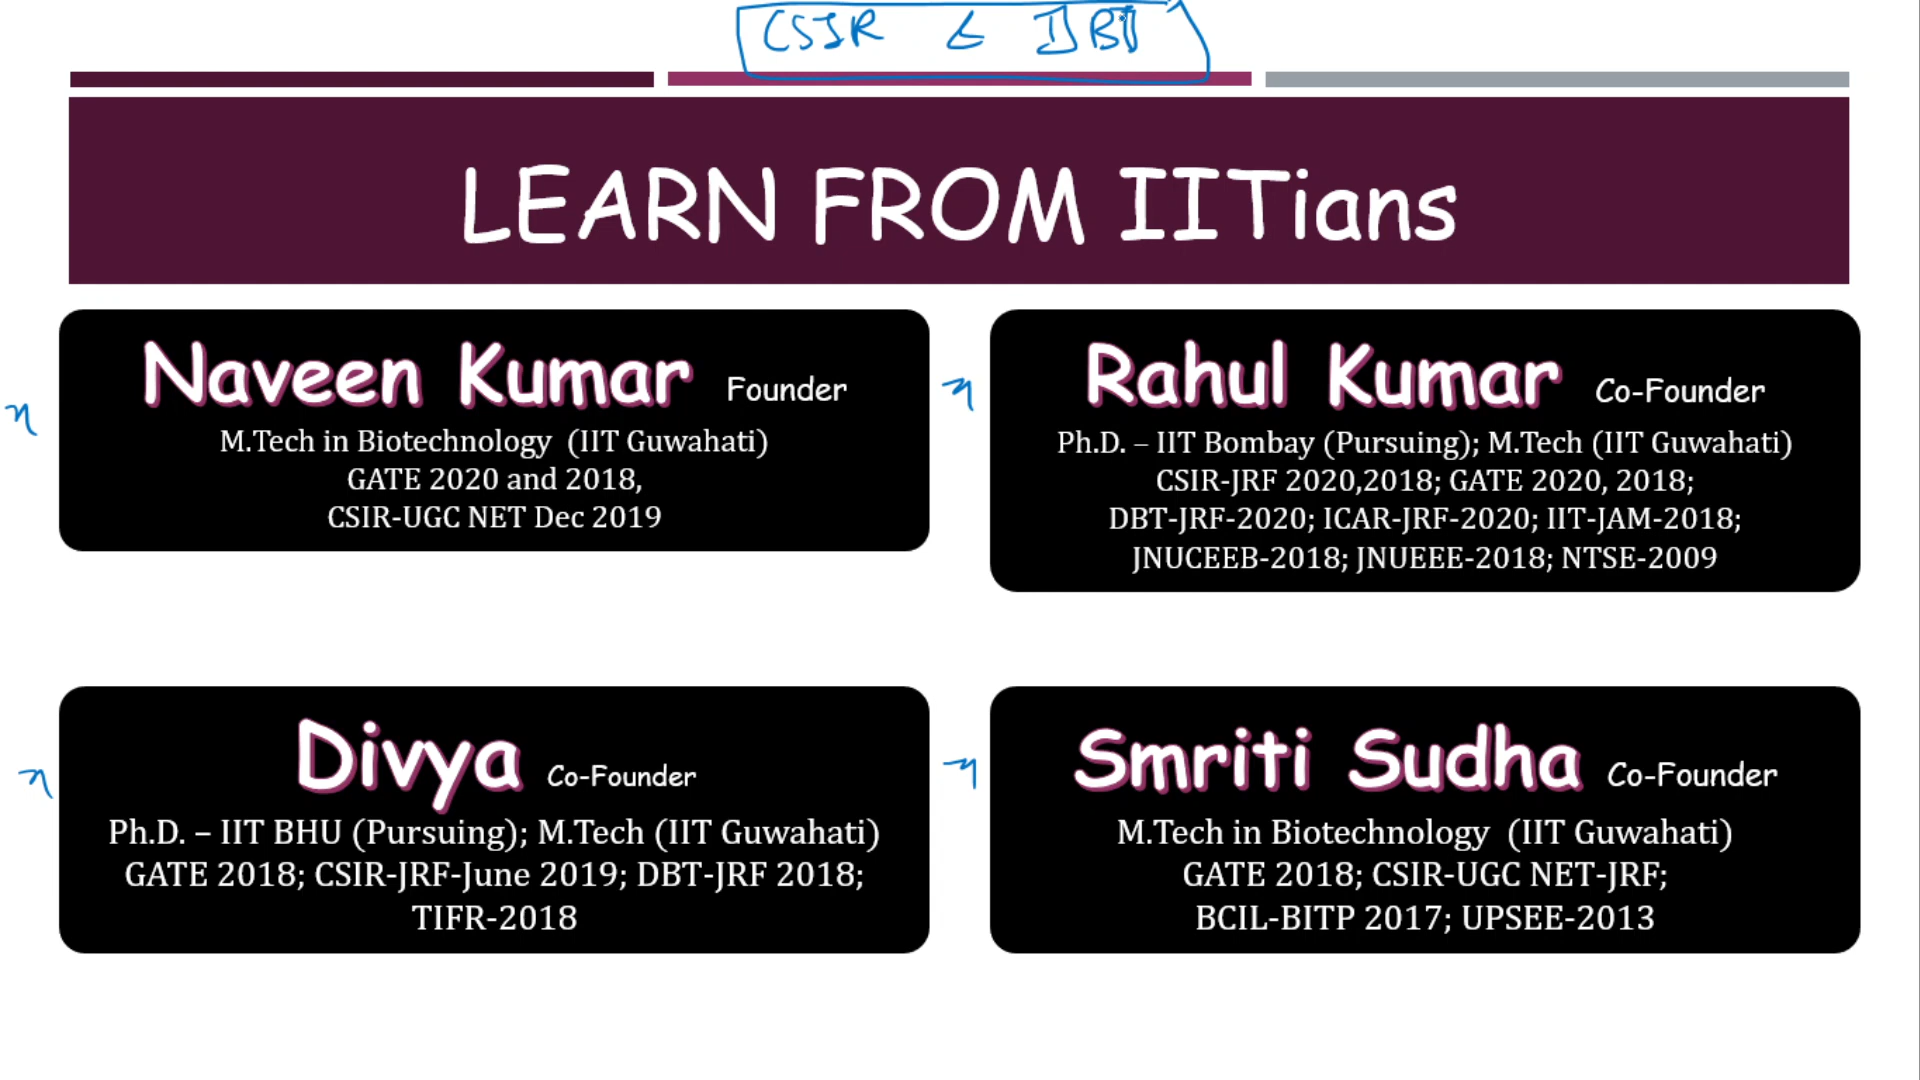 CSIR & DBT
LEARN FROM IITians
Naveen Kumar Founder
M.Tech in Biotechnology (IIT Guwahati)
GATE 2020 and 2018,
CSIR-UGC NET Dec 2019
Rahul Kumar Co-Founder
Ph.D. – IIT Bombay (Pursuing); M.Tech (IIT Guwahati)
CSIR-JRF 2020,2018; GATE 2020, 2018;
DBT-JRF-2020; ICAR-JRF-2020; IIT-JAM-2018;
JNUCEEB-2018; JNUEEE-2018; NTSE-2009
Divya Co-Founder
Ph.D. – IIT BHU (Pursuing); M.Tech (IIT Guwahati)
GATE 2018; CSIR-JRF-June 2019; DBT-JRF 2018;
TIFR-2018
Smriti Sudha Co-Founder
M.Tech in Biotechnology (IIT Guwahati)
GATE 2018; CSIR-UGC NET-JRF;
BCIL-BITP 2017; UPSEE-2013